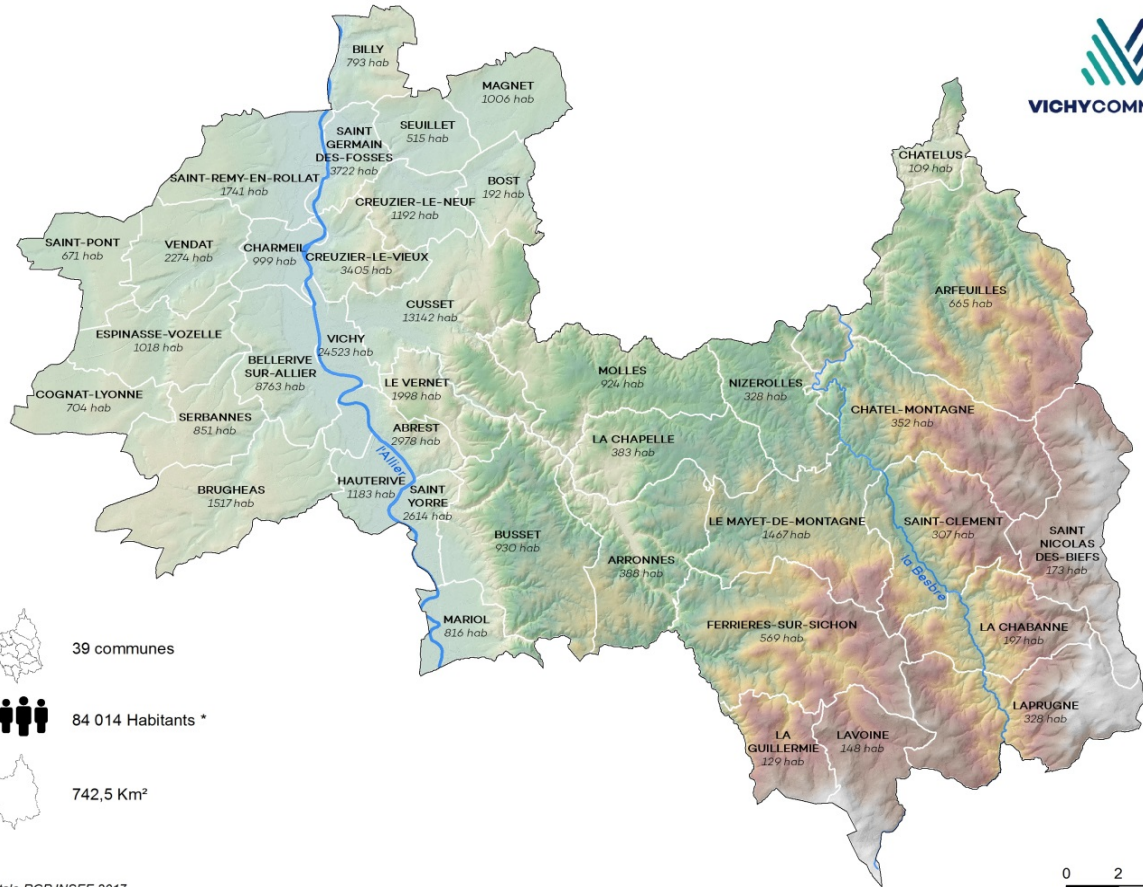 BILLY
793 hab
MAGNET
1006 hab
VICHYCOMM
SEUILLET
515 hab
SAINT
GERMAIN
DES-FOSSES
3722 hab
CHATELUS
109 hab
SAINT-REMY-EN-ROLLAT
1741 hab
BOST
192 hab
CREUZIER-LE-NEUF
1192 hab
SAINT-PONT
671 hab
VENDAT
2274 hab
CHARMEIL
999 hab
CREUZIER-LE-VIEUX
3405 hab
ARFEUILLES
665 hab
CUSSET
13142 hab
ESPINASSE-VOZELLE
1018 hab
VICHY
24523 hab
BELLERIVE
SUR-ALLIER
8763 hab
MOLLES
924 hab
NIZEROLLES
328 hab
LE VERNET
1998 hab
COGNAT-LYONNE
704 hab
CHATEL-MONTAGNE
352 hab
SERBANNES
851 hab
ABREST
2978 hab
LA CHAPELLE
383 hab
l'Allier
HAUTERIVE
1183 hab
BRUGHEAS
1517 hab
SAINT
YORRE
2614 hab
LE MAYET-DE-MONTAGNE
1467 hab
SAINT-CLEMENT
307 hab
BUSSET
930 hab
SAINT
NICOLAS
DES-BIEFS
173 hab
ARRONNES
388 hab
la Besbre
MARIOL
816 hab
FERRIERES-SUR-SICHON
569 hab
LA CHABANNE
197 hab
39 communes
LAPRUGNE
328 hab
84 014 Habitants *
LA
GUILLERMIE
129 hab
LAVOINE
148 hab
742,5 Km²
0 2